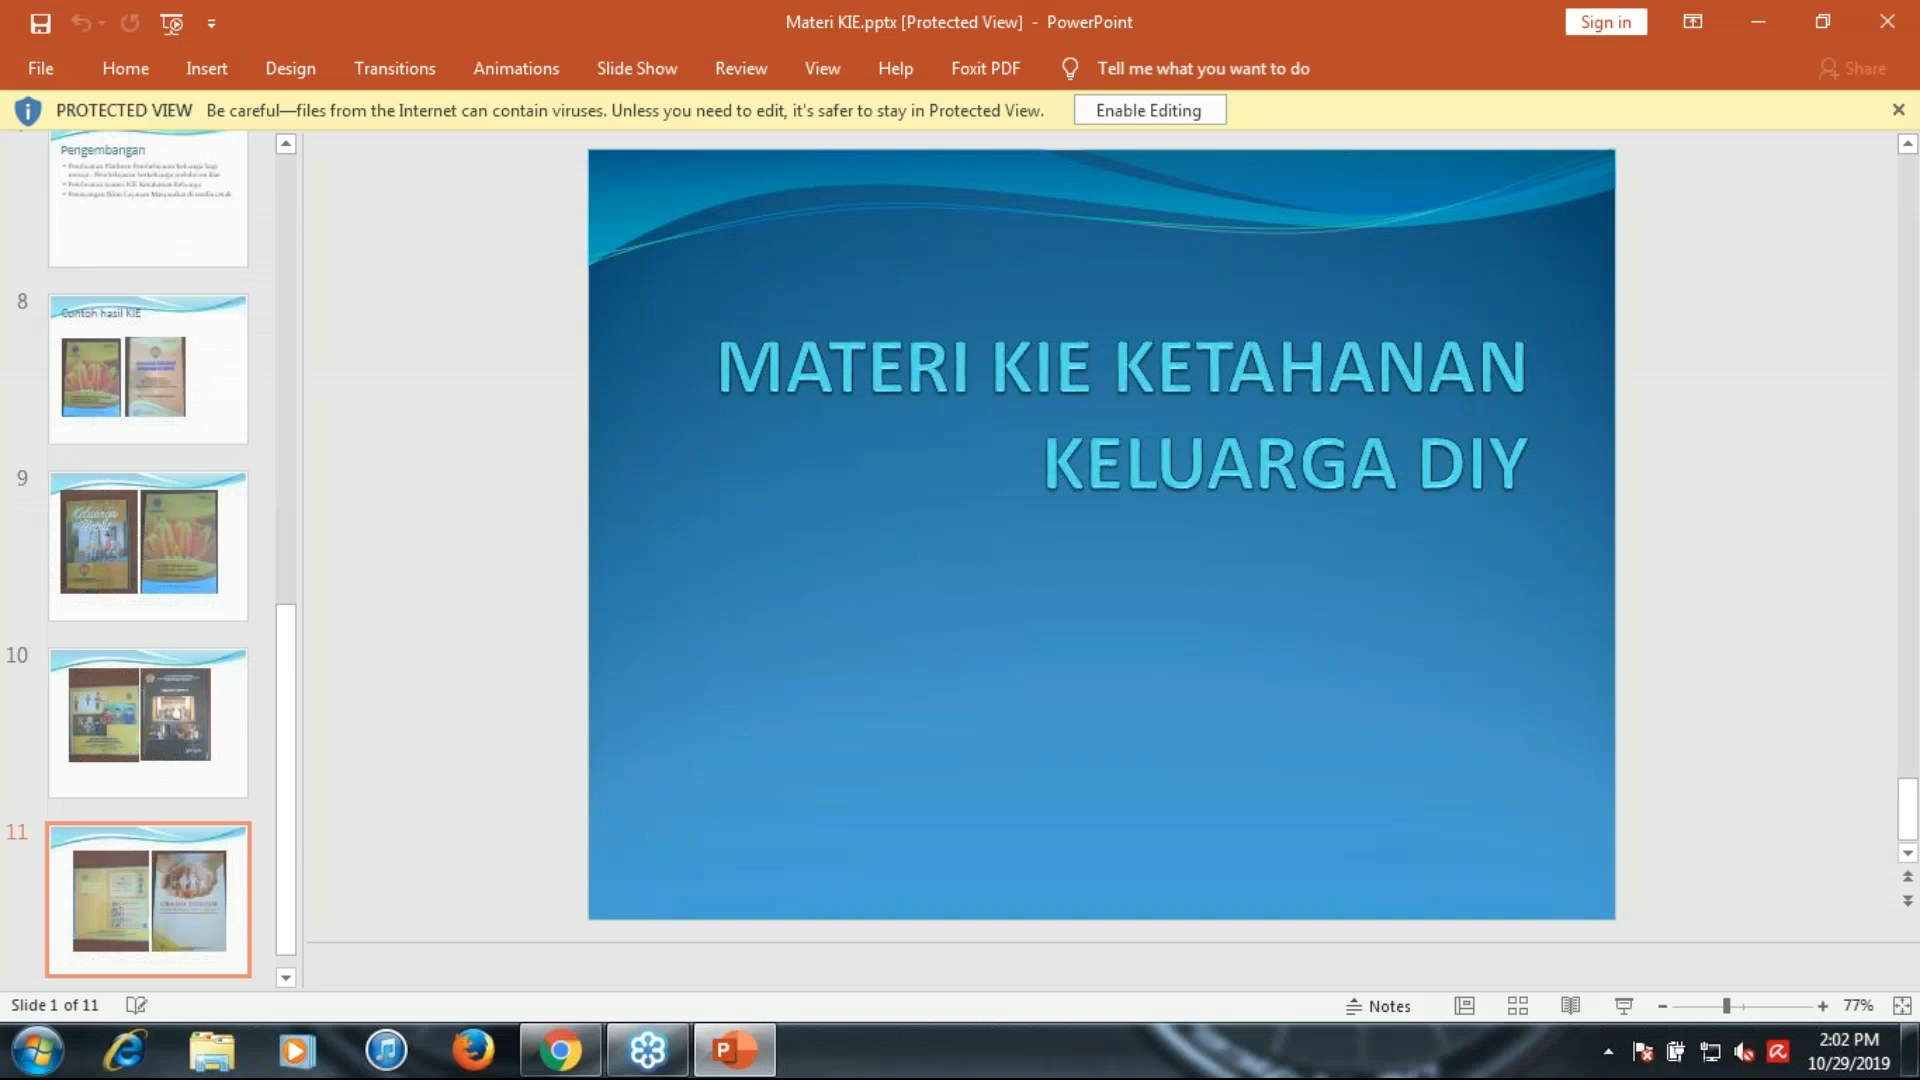 Materi KIE.pptx [Protected View] - PowerPoint
Sign in
File Home Insert Design Transitions Animations Slide Show Review View Help Foxit PDF Tell me what you want to do Share
PROTECTED VIEW Be careful—files from the Internet can contain viruses. Unless you need to edit, it's safer to stay in Protected View. Enable Editing
Pengembangan
8
Contoh hasil KIE
9
10
11
MATERI KIE KETAHANAN
KELUARGA DIY
Slide 1 of 11
Notes
77%
2:02 PM
10/29/2019